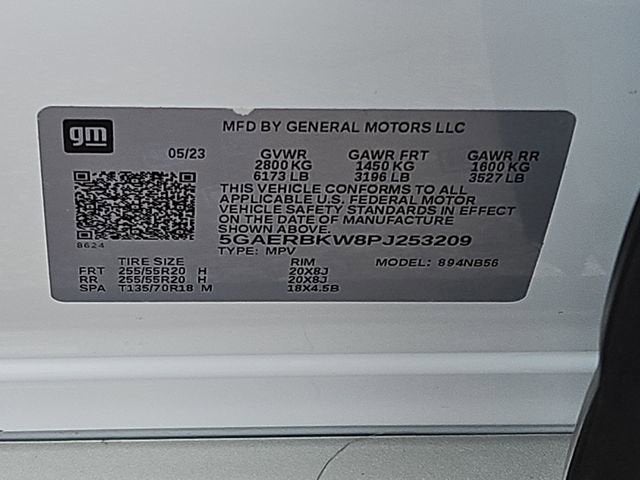 gm
MFD BY GENERAL MOTORS LLC
05/23 GVWR GAWR FRT GAWR RR
2800 KG 1450 KG 1600 KG
6173 LB 3196 LB 3527 LB
THIS VEHICLE CONFORMS TO ALL
APPLICABLE U.S. FEDERAL MOTOR
VEHICLE SAFETY STANDARDS IN EFFECT
ON THE DATE OF MANUFACTURE
SHOWN ABOVE.
8624
5GAERBKW8PJ253209
TYPE: MPV MODEL: 894NB56
TIRE SIZE RIM
FRT 255/55R20 H 20X8J
RR 255/55R20 H 20X8J
SPA T135/70R18 M 18X4.5B